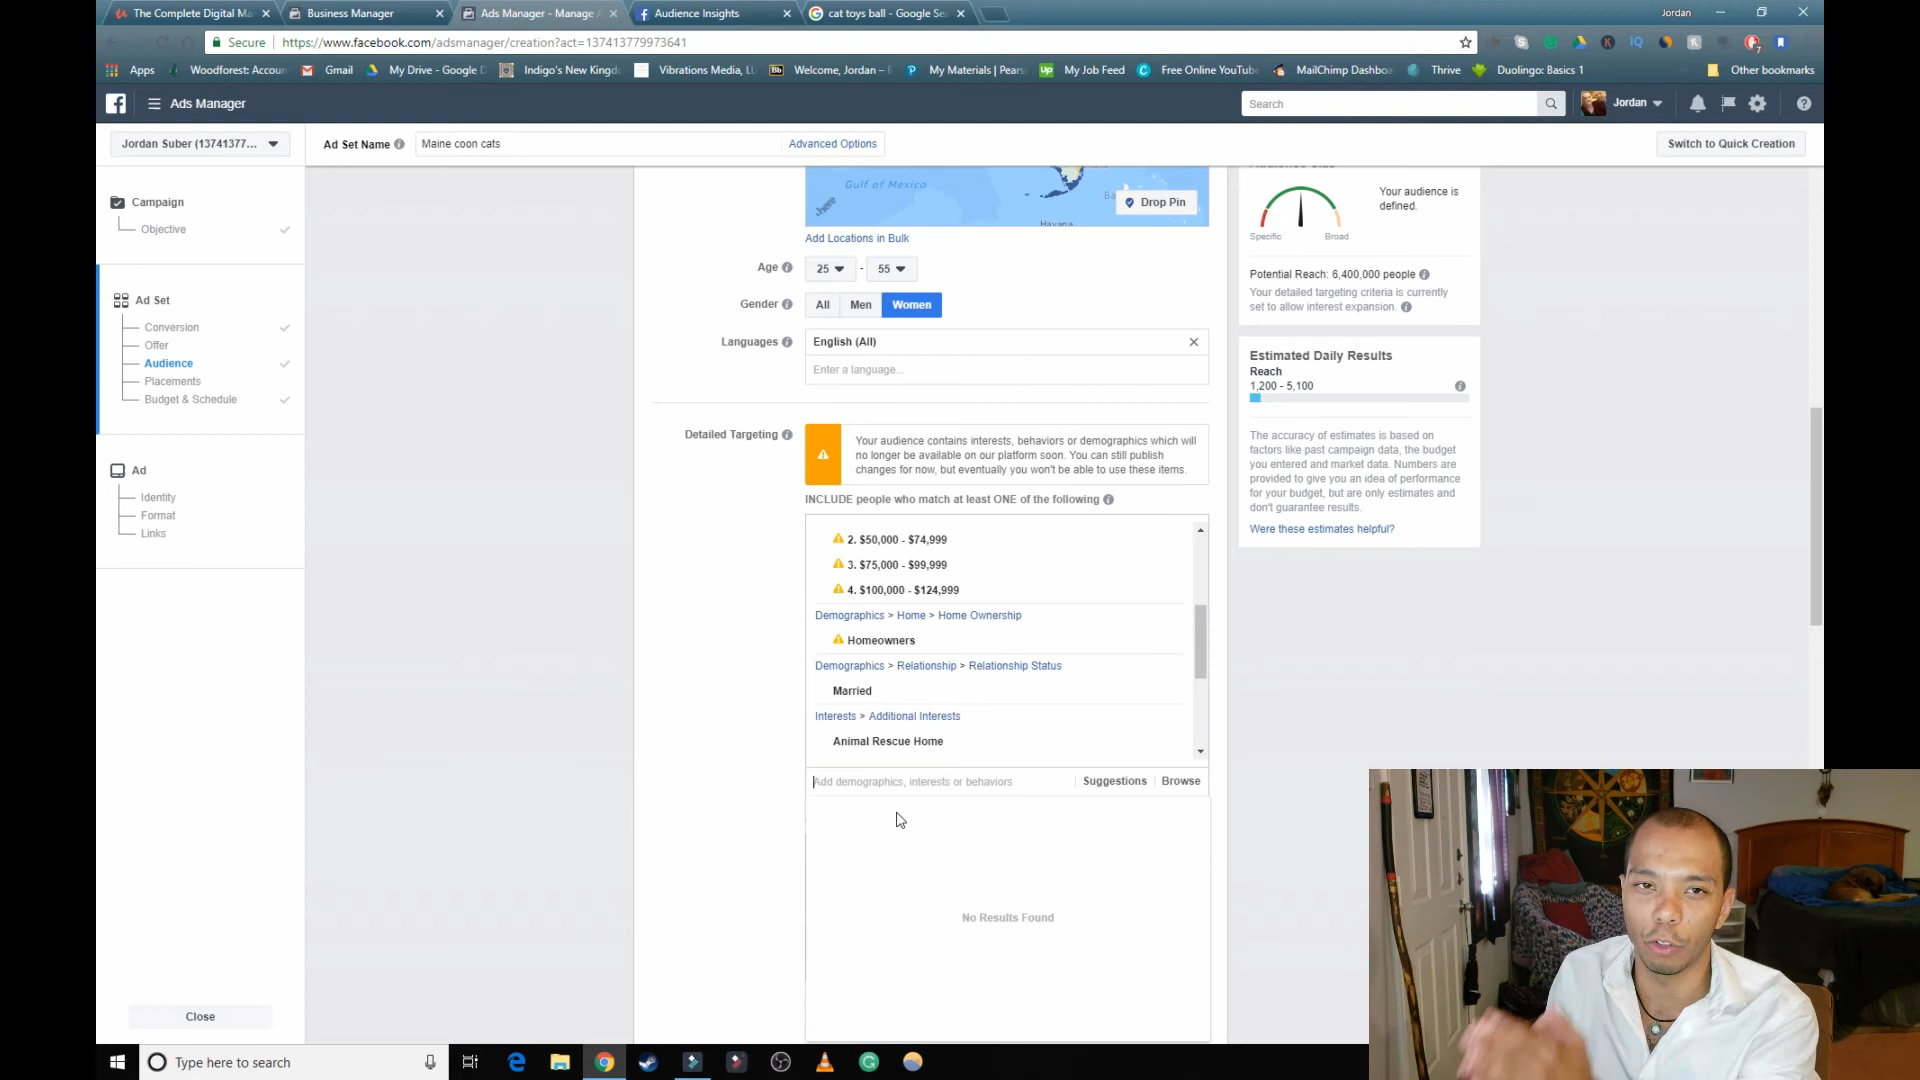 The Complete Digital Ma
Business Manager
Ads Manager - Manage A
Audience Insights
cat toys ball - Google Se
Jordan
Secure
https://www.facebook.com/adsmanager/creation?act=137413779973641
Apps
Woodforest: Accoun
Gmail
My Drive - Google D
Indigo's New Kingdo
Vibrations Media, LL
Welcome, Jordan –
My Materials | Pears
My Job Feed
Free Online YouTube
MailChimp Dashboa
Thrive
Duolingo: Basics 1
Other bookmarks
Ads Manager
Search
Jordan
Jordan Suber (13741377...
Ad Set Name
Maine coon cats
Advanced Options
Switch to Quick Creation
Campaign
Objective
Ad Set
Conversion
Offer
Audience
Placements
Budget & Schedule
Ad
Identity
Format
Links
Close
Gulf of Mexico
Ba
Havana
here
Drop Pin
Add Locations in Bulk
Age
25
-
55
Gender
All
Men
Women
Languages
English (All)
Enter a language...
Detailed Targeting
Your audience contains interests, behaviors or demographics which will
no longer be available on our platform soon. You can still publish
changes for now, but eventually you won't be able to use these items.
INCLUDE people who match at least ONE of the following
2. $50,000 - $74,999
3. $75,000 - $99,999
4. $100,000 - $124,999
Demographics > Home > Home Ownership
Homeowners
Demographics > Relationship > Relationship Status
Married
Interests > Additional Interests
Animal Rescue Home
Add demographics, interests or behaviors
Suggestions
Browse
No Results Found
Your audience is
defined.
Specific
Broad
Potential Reach: 6,400,000 people
Your detailed targeting criteria is currently
set to allow interest expansion.
Estimated Daily Results
Reach
1,200 - 5,100
The accuracy of estimates is based on
factors like past campaign data, the budget
you entered and market data. Numbers are
provided to give you an idea of performance
for your budget, but are only estimates and
don't guarantee results.
Were these estimates helpful?
Type here to search